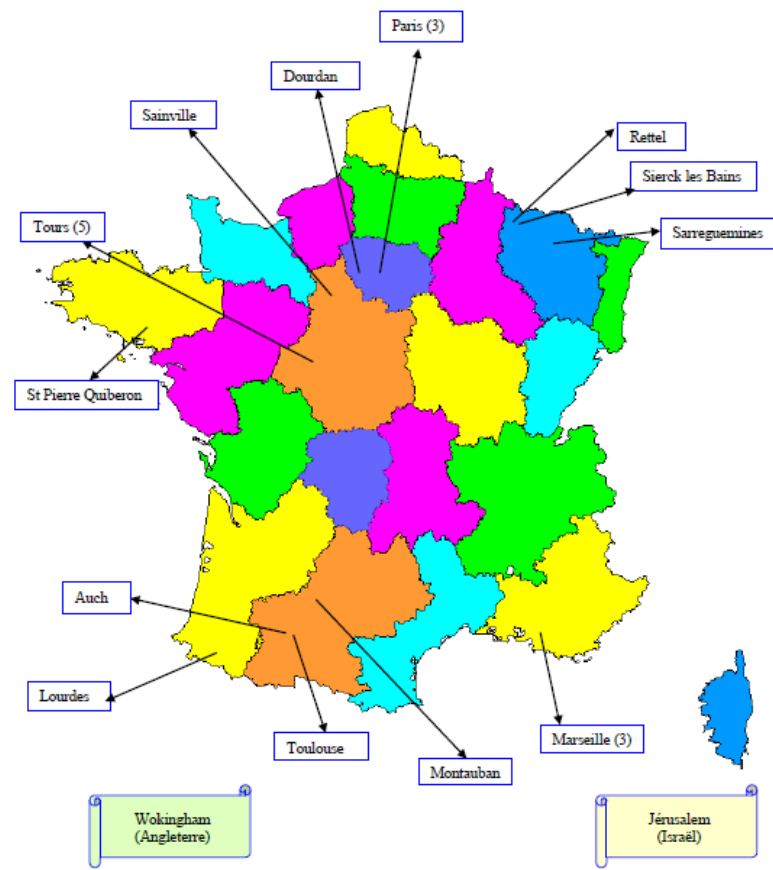 Paris (3)
Dourdan
Sainville
Rettel
Sierck les Bains
Tours (5)
Sarreguemines
St Pierre Quiberon
Auch
Lourdes
Toulouse
Marseille (3)
Montauban
Wokingham
(Angleterre)
Jérusalem
(Israël)